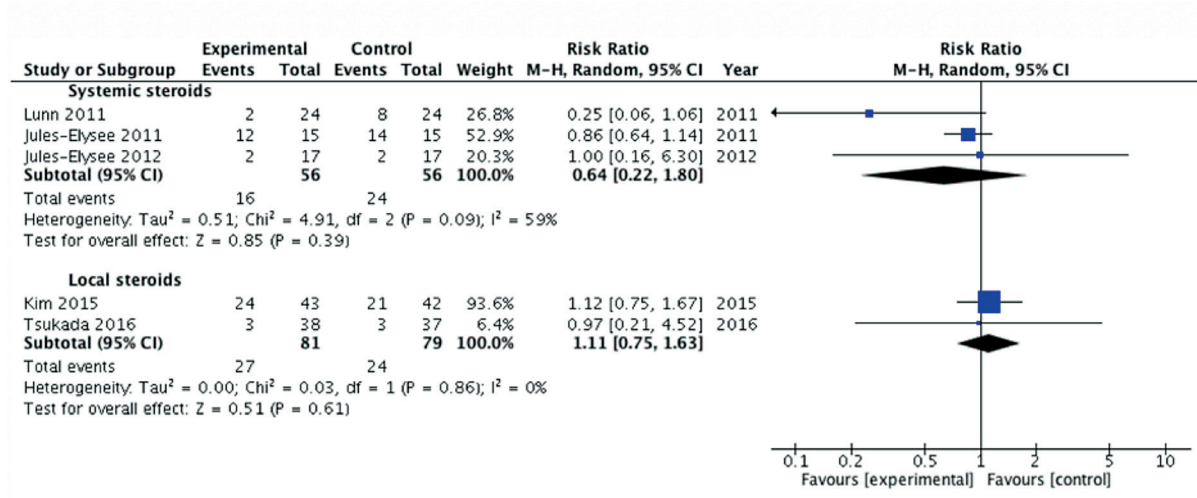 Experimental Control Risk Ratio Risk Ratio
Study or Subgroup Events Total Events Total Weight M-H, Random, 95% CI Year M-H, Random, 95% CI
Systemic steroids
Lunn 2011 2 24 8 24 26.8% 0.25 [0.06, 1.06] 2011
Jules-Elysee 2011 12 15 14 15 52.9% 0.86 [0.64, 1.14] 2011
Jules-Elysee 2012 2 17 2 17 20.3% 1.00 [0.16, 6.30] 2012
Subtotal (95% CI) 56 56 100.0% 0.64 [0.22, 1.80]
Total events 16 24
Heterogeneity: Tau² = 0.51; Chi² = 4.91, df = 2 (P = 0.09); I² = 59%
Test for overall effect: Z = 0.85 (P = 0.39)
Local steroids
Kim 2015 24 43 21 42 93.6% 1.12 [0.75, 1.67] 2015
Tsukada 2016 3 38 3 37 6.4% 0.97 [0.21, 4.52] 2016
Subtotal (95% CI) 81 79 100.0% 1.11 [0.75, 1.63]
Total events 27 24
Heterogeneity: Tau² = 0.00; Chi² = 0.03, df = 1 (P = 0.86); I² = 0%
Test for overall effect: Z = 0.51 (P = 0.61)
0.1 0.2 0.5 1 2 5 10
Favours [experimental] Favours [control]